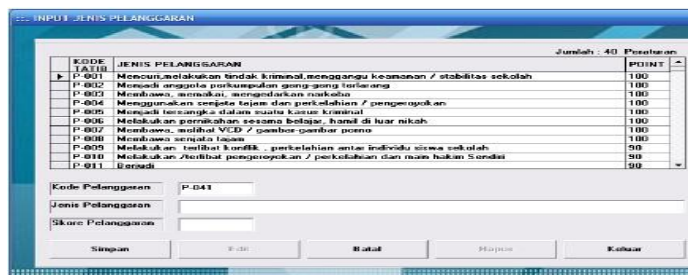 INPUT JENIS PELANGGARAN
Jumlah : 40 Peraturan
KODE TATIB JENIS PELANGGARAN POINT
P-001 Mencuri,melakukan tindak kriminal,menggangu keamanan / stabilitas sekolah 100
P-002 Menjadi anggota perkumpulan geng-geng terlarang 100
P-003 Membawa, memakai, mengedarkan narkoba 100
P-004 Menggunakan senjata tajam dan perkelahian / pengeroyokan 100
P-005 Menjadi tersangka dalam suatu kasus kriminal 100
P-006 Melakukan pernikahan sesama belajar, hamil di luar nikah 100
P-007 Membawa, melihat VCD / gambar-gambar porno 100
P-008 Membawa senjata tajam 100
P-009 Melakukan terlibat konflik , perkelahian antar individu siswa sekolah 90
P-010 Melakukan /terlibat pengeroyokan / perkelahian dan main hakim Sendiri 90
P-011 Berjudi 90
Kode Pelanggaran P-041
Jenis Pelanggaran
Skore Pelanggaran
Simpan Edit Batal Hapus Keluar